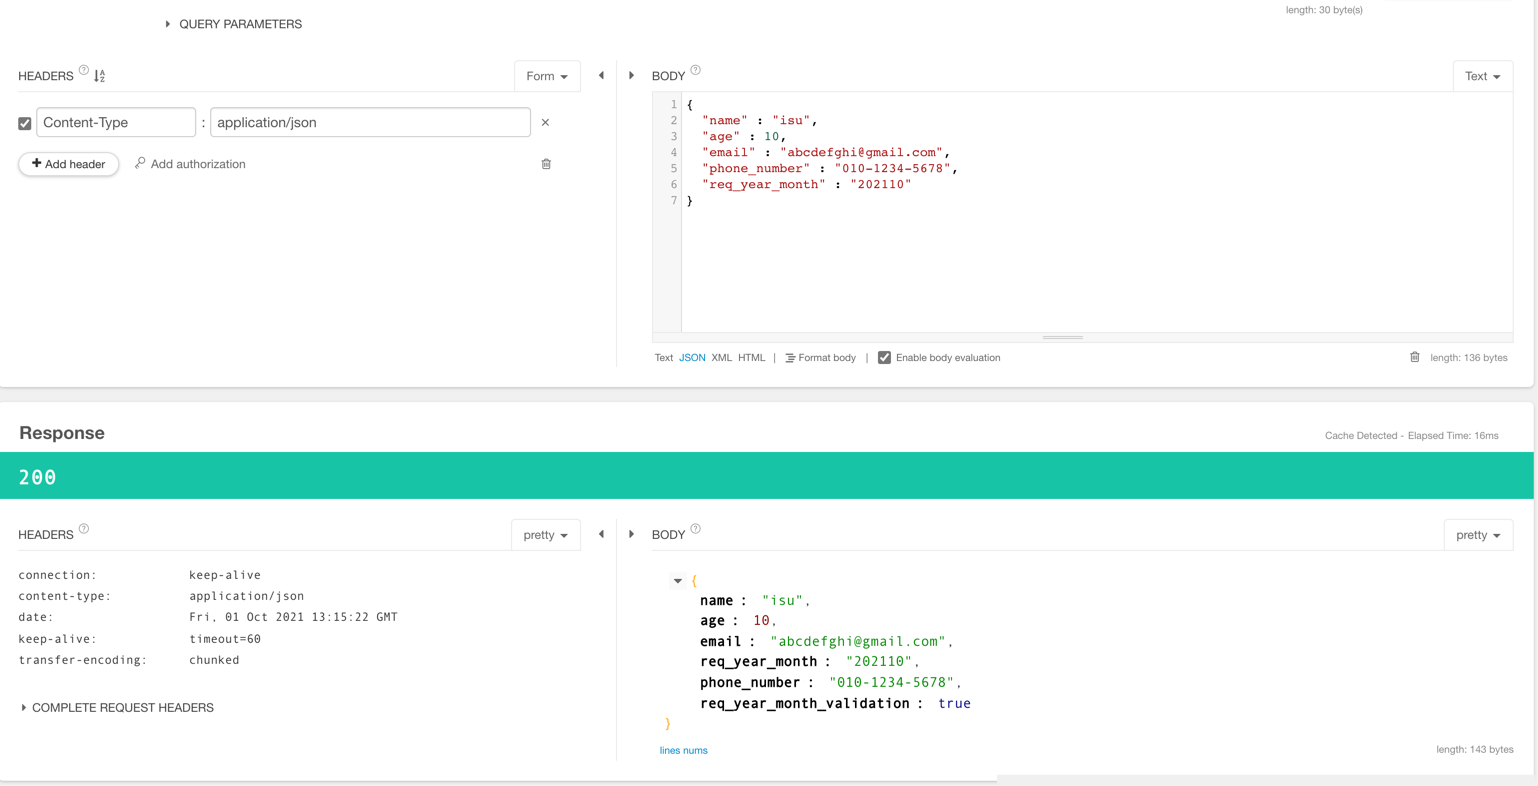 length: 30 byte(s)
QUERY PARAMETERS
HEADERS ? AZ Form
Content-Type : application/json ×
+ Add header Add authorization
BODY ? Text
1 {
2 "name" : "isu",
3 "age" : 10,
4 "email" : "abcdefghi@gmail.com",
5 "phone_number" : "010-1234-5678",
6 "req_year_month" : "202110"
7 }
Text JSON XML HTML | Format body | Enable body evaluation length: 136 bytes
Response
Cache Detected - Elapsed Time: 16ms
200
HEADERS ? pretty
connection: keep-alive
content-type: application/json
date: Fri, 01 Oct 2021 13:15:22 GMT
keep-alive: timeout=60
transfer-encoding: chunked
COMPLETE REQUEST HEADERS
BODY ? pretty
{
name : "isu",
age : 10,
email : "abcdefghi@gmail.com",
req_year_month : "202110",
phone_number : "010-1234-5678",
req_year_month_validation : true
}
lines nums
length: 143 bytes